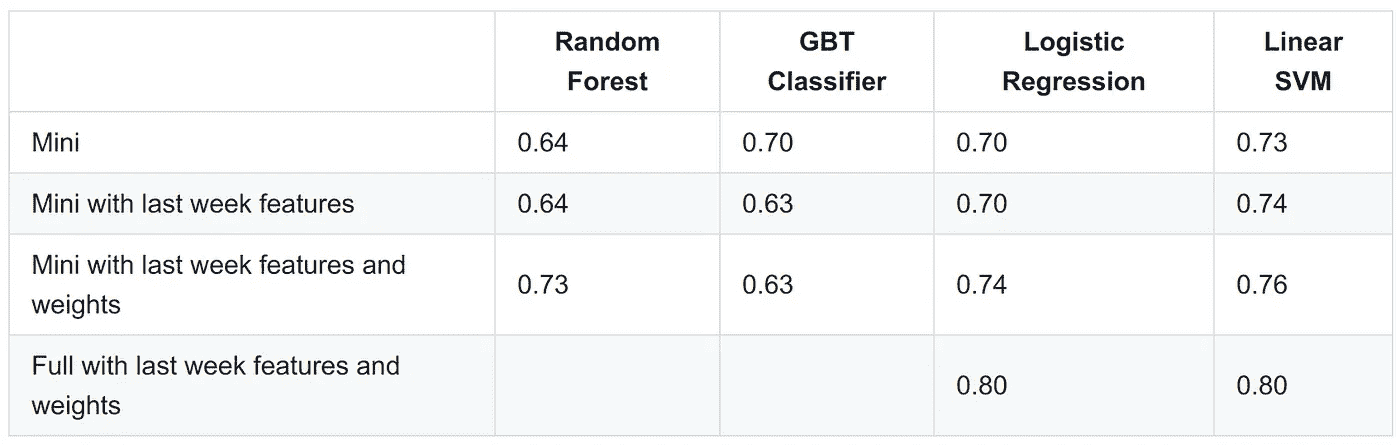 Random Forest GBT Classifier Logistic Regression Linear SVM
Mini 0.64 0.70 0.70 0.73
Mini with last week features 0.64 0.63 0.70 0.74
Mini with last week features and weights 0.73 0.63 0.74 0.76
Full with last week features and weights 0.80 0.80